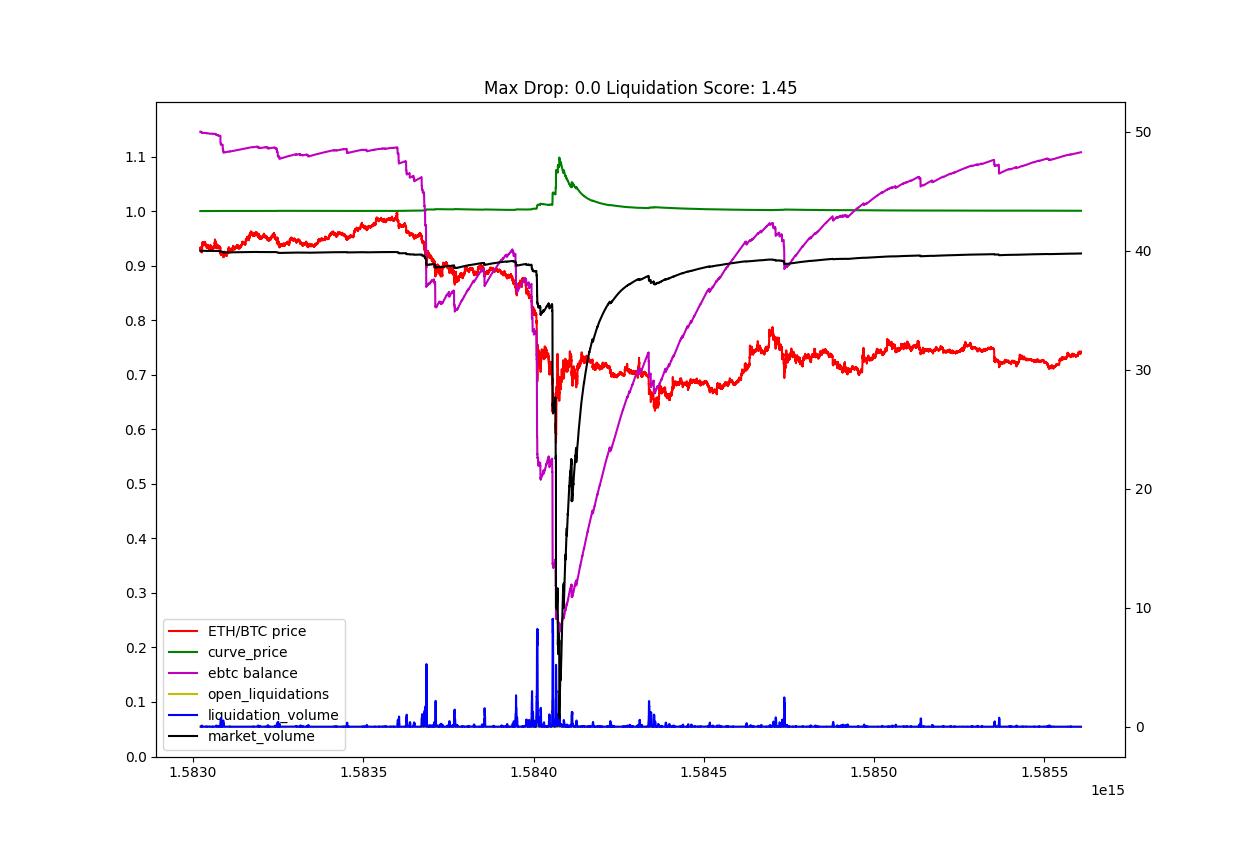 Max Drop: 0.0 Liquidation Score: 1.45
1.1
1.0
0.9
0.8
0.7
0.6
0.5
0.4
0.3
0.2
0.1
0.0
50
40
30
20
10
0
ETH/BTC price
curve_price
ebtc balance
open_liquidations
liquidation_volume
market_volume
1.5830 1.5835 1.5840 1.5845 1.5850 1.5855
1e15